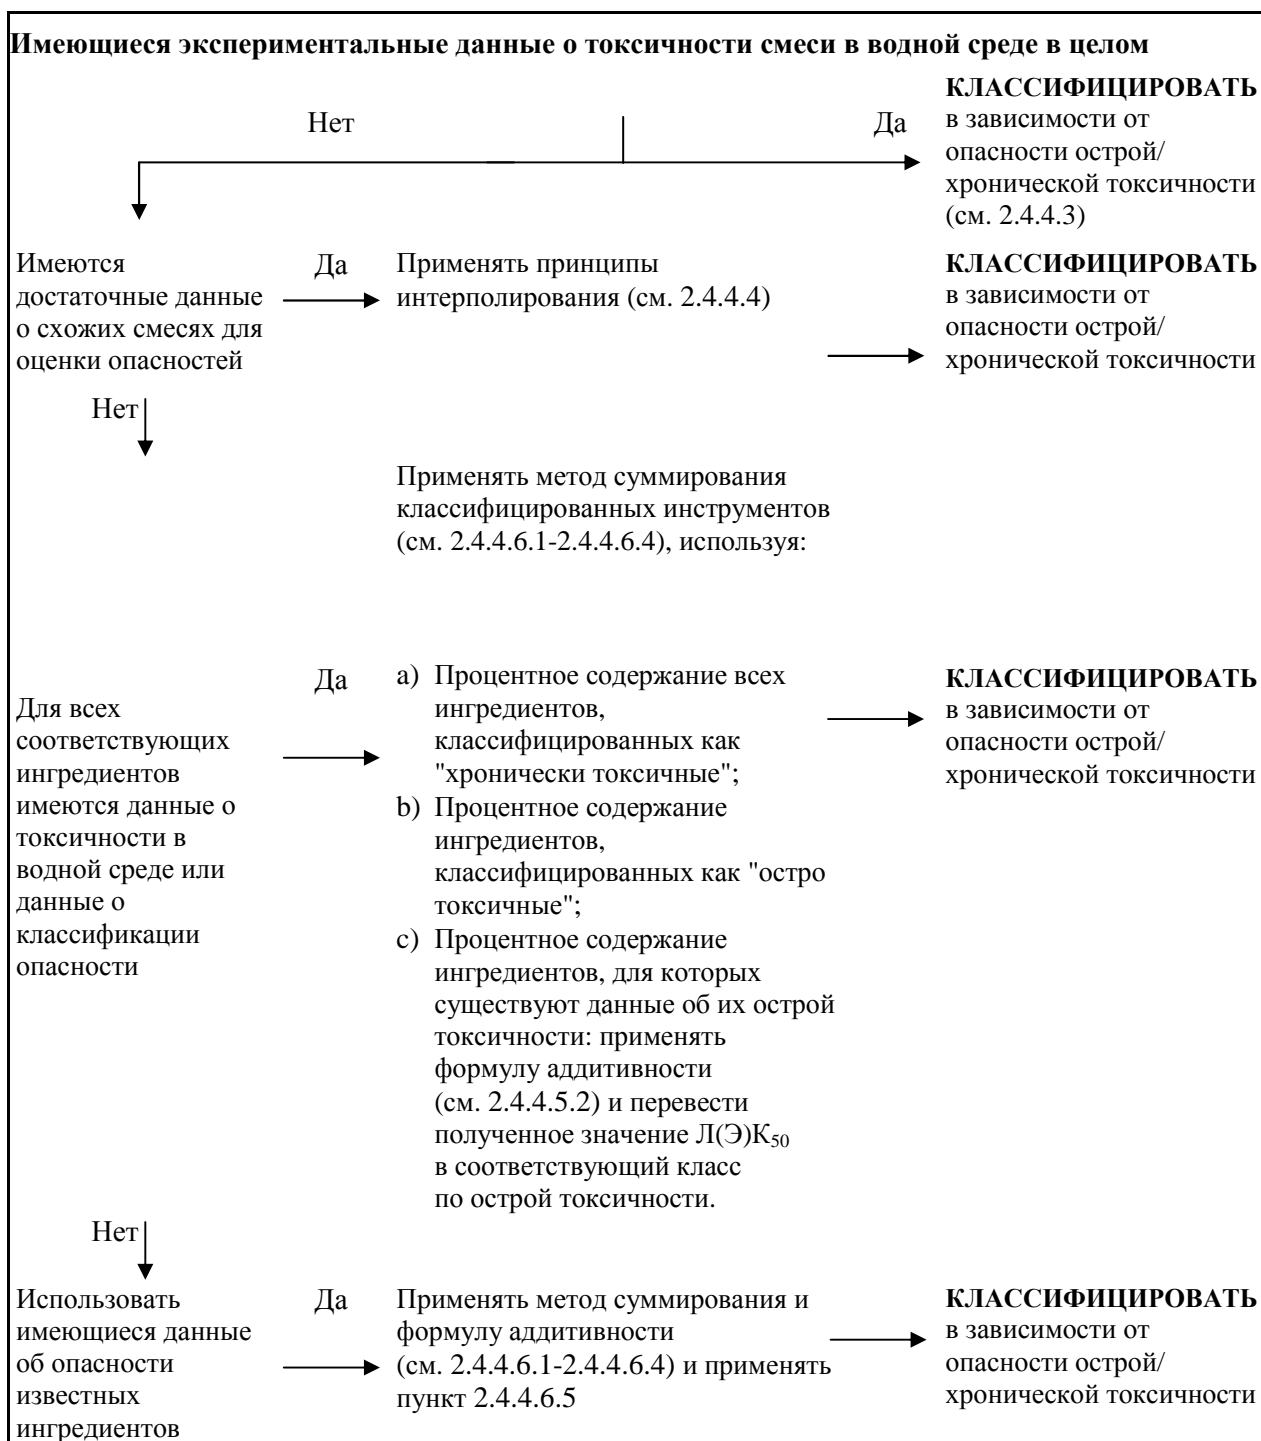 Имеющиеся экспериментальные данные о токсичности смеси в водной среде в целом
Нет
Да
КЛАССИФИЦИРОВАТЬ
в зависимости от
опасности острой/
хронической токсичности
(см. 2.4.4.3)
Имеются
достаточные данные
о схожих смесях для
оценки опасностей
Да
Применять принципы
интерполирования (см. 2.4.4.4)
КЛАССИФИЦИРОВАТЬ
в зависимости от
опасности острой/
хронической токсичности
Нет
Применять метод суммирования
классифицированных инструментов
(см. 2.4.4.6.1-2.4.4.6.4), используя:
Для всех
соответствующих
ингредиентов
имеются данные о
токсичности в
водной среде или
данные о
классификации
опасности
Да
a) Процентное содержание всех
ингредиентов,
классифицированных как
"хронически токсичные";
b) Процентное содержание
ингредиентов,
классифицированных как "остро
токсичные";
c) Процентное содержание
ингредиентов, для которых
существуют данные об их острой
токсичности: применять
формулу аддитивности
(см. 2.4.4.5.2) и перевести
полученное значение Л(Э)К50
в соответствующий класс
по острой токсичности.
КЛАССИФИЦИРОВАТЬ
в зависимости от
опасности острой/
хронической токсичности
Нет
Использовать
имеющиеся данные
об опасности
известных
ингредиентов
Да
Применять метод суммирования и
формулу аддитивности
(см. 2.4.4.6.1-2.4.4.6.4) и применять
пункт 2.4.4.6.5
КЛАССИФИЦИРОВАТЬ
в зависимости от
опасности острой/
хронической токсичности